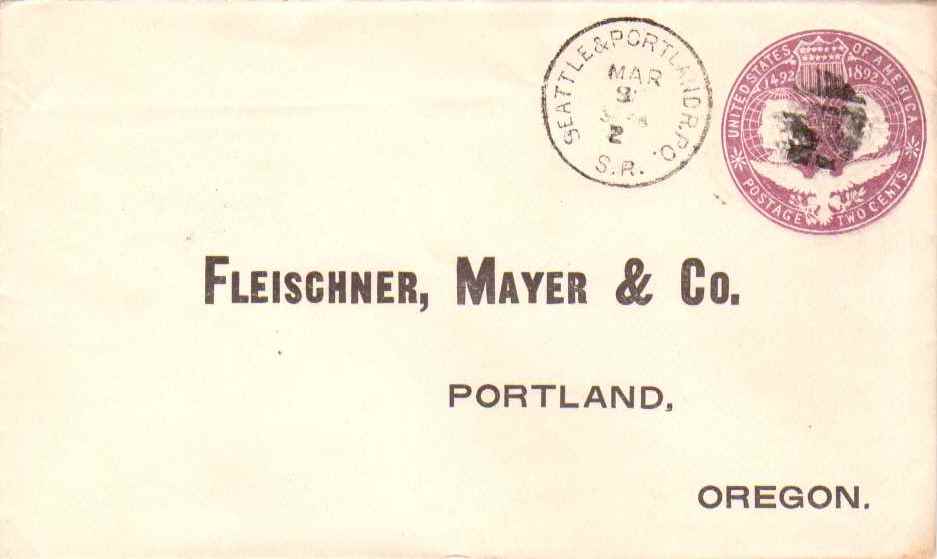 SEATTLE & PORTLAND R.P.O.
MAR
S.R.
UNITED STATES OF AMERICA
1492 1892
POSTAGE TWO CENTS
FLEISCHNER, MAYER & CO.
PORTLAND,
OREGON.